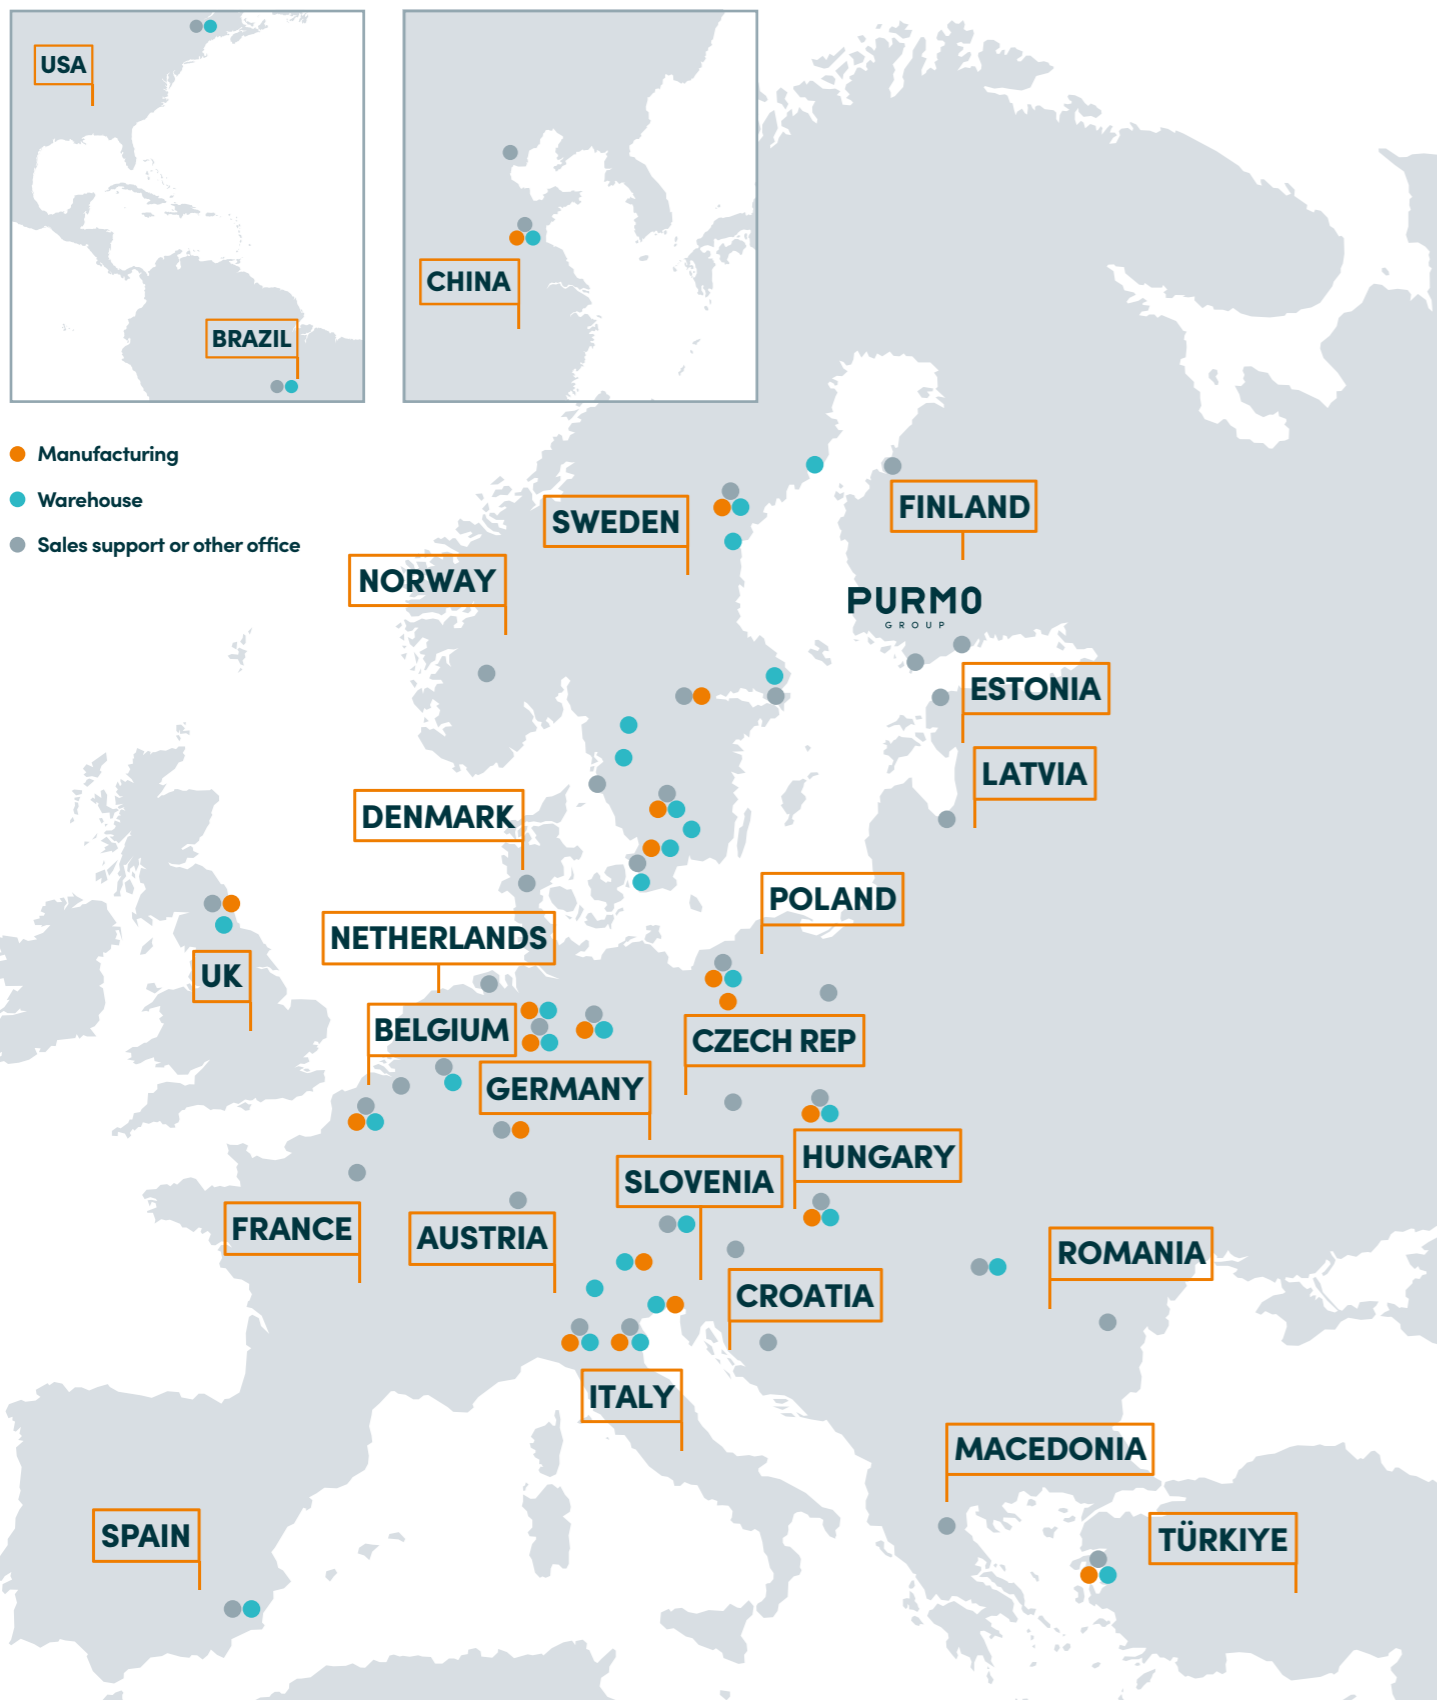 USA
CHINA
BRAZIL
Manufacturing
Warehouse
Sales support or other office
SWEDEN
FINLAND
NORWAY
PURMO
GROUP
ESTONIA
LATVIA
DENMARK
POLAND
NETHERLANDS
UK
BELGIUM
CZECH REP
GERMANY
HUNGARY
SLOVENIA
FRANCE
AUSTRIA
ROMANIA
CROATIA
ITALY
MACEDONIA
SPAIN
TÜRKIYE